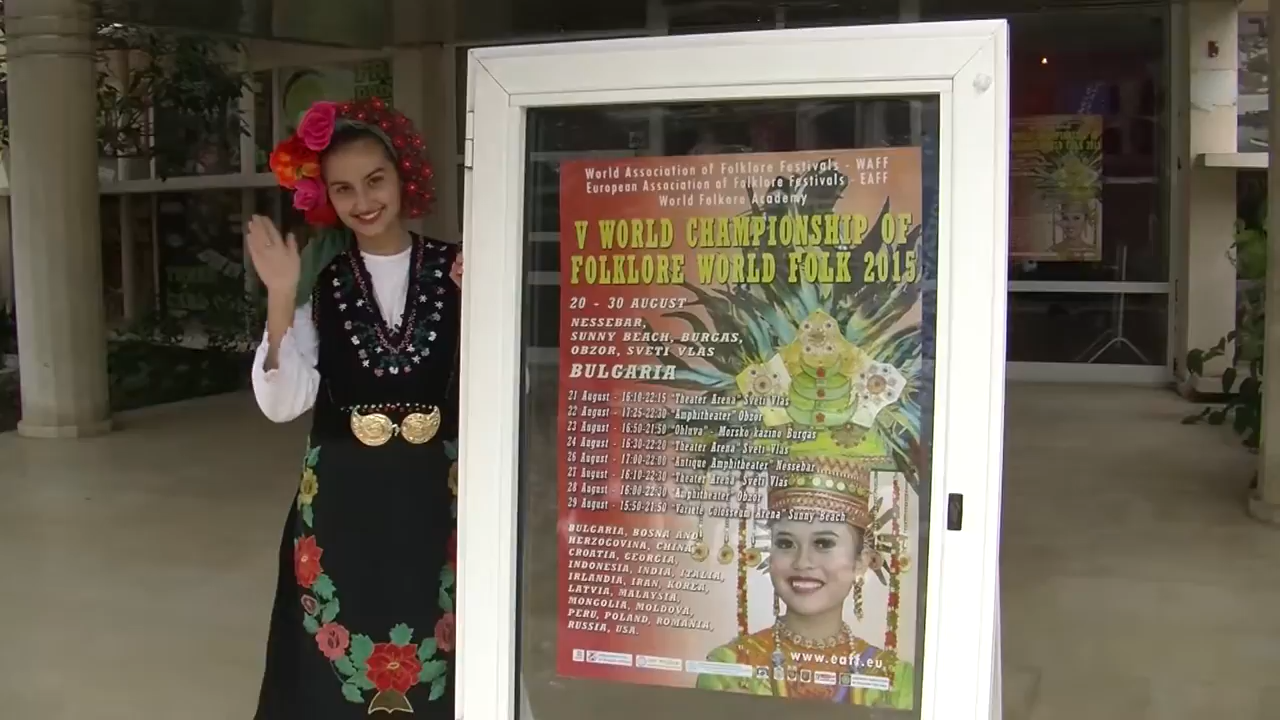 World Association of Folklore Festivals - WAFF
European Association of Folklore Festivals - EAFF
World Folkore Academy
V WORLD CHAMPIONSHIP OF
FOLKLORE WORLD FOLK 2015
20 - 30 AUGUST
NESSEBAR,
SUNNY BEACH, BURGAS,
OBZOR, SVETI VLAS
BULGARIA
21 August - 16:10-22:15 "Theater Arena" Sveti Vlas
22 August - 17:25-22:30 "Amphitheater" Obzor
23 August - 16:50-21:50 "Ohluva" - Morsko kazino Burgas
24 August - 16:30-22:20 "Theater Arena" Sveti Vlas
26 August - 17:00-22:00 "Antique Amphitheater" Nessebar
27 August - 16:10-22:30 "Theater Arena" Sveti Vlas
28 August - 16:00-22:30 "Amphitheater" Obzor
29 August - 15:50-21:50 "Variete Colosseum Arena" Sunny Beach
BULGARIA, BOSNA AND
HERZOGOVINA, CHINA,
CROATIA, GEORGIA,
INDONESIA, INDIA, ITALIA,
IRLANDIA, IRAN, KOREA,
LATVIA, MALAYSIA,
MONGOLIA, MOLDOVA,
PERU, POLAND, ROMANIA,
RUSSIA, USA.
www.eaff.eu